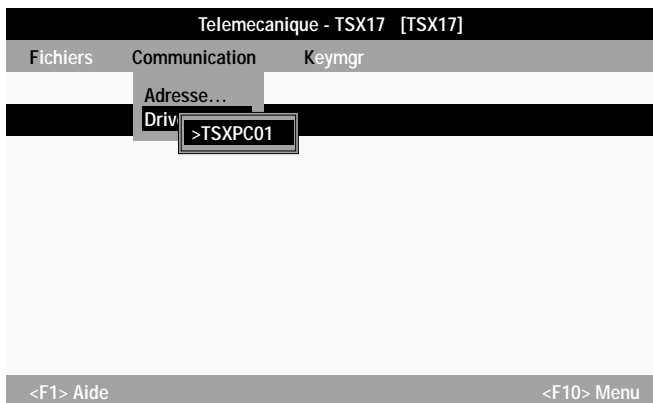 Telemecanique - TSX17 [TSX17]
Fichiers Communication Keymgr
Adresse...
>TSXPC01
<F1> Aide <F10> Menu